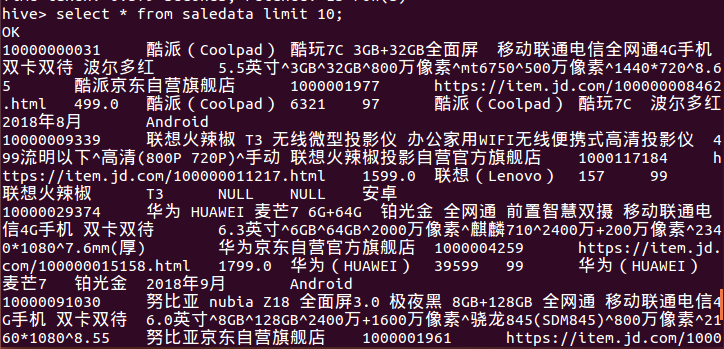 hive> select * from saledata limit 10;
OK
10000000031 酷派（Coolpad）酷玩7C 3GB+32GB全面屏 移动联通电信全网通4G手机
双卡双待 波尔多红 5.5英寸^3GB^32GB^800万像素^mt6750^500万像素^1440*720^8.6
5 酷派京东自营旗舰店 1000001977 https://item.jd.com/100000008462
.html 499.0 酷派（Coolpad） 6321 97 酷派（Coolpad）酷玩7C 波尔多红
2018年8月 Android
10000009339 联想火辣椒 T3 无线微型投影仪 办公家用WIFI无线便携式高清投影仪 4
99流明以下^高清(800P 720P)^手动 联想火辣椒投影自营官方旗舰店 1000117184 h
ttps://item.jd.com/100000011217.html 1599.0 联想（Lenovo） 157 99
联想火辣椒 T3 NULL NULL 安卓
10000029374 华为 HUAWEI 麦芒7 6G+64G 铂光金 全网通 前置智慧双摄 移动联通电
信4G手机 双卡双待 6.3英寸^6GB^64GB^2000万像素^麒麟710^2400万+200万像素^234
0*1080^7.6mm(厚) 华为京东自营官方旗舰店 1000004259 https://item.jd.
com/100000015158.html 1799.0 华为（HUAWEI） 39599 99 华为（HUAWEI）
麦芒7 铂光金 2018年9月 Android
10000091030 努比亚 nubia Z18 全面屏3.0 极夜黑 8GB+128GB 全网通 移动联通电信4
G手机 双卡双待 6.0英寸^8GB^128GB^2400万+1600万像素^骁龙845(SDM845)^800万像素^21
60*1080^8.55 努比亚京东自营旗舰店 1000001961 https://item.jd.com/1000